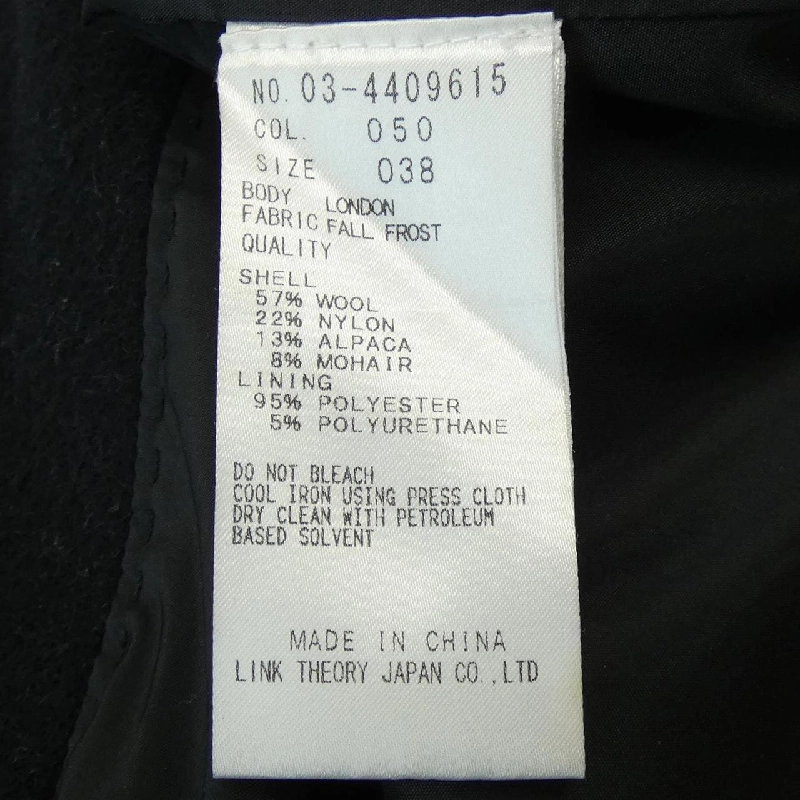 NO. 03-4409615
COL. 050
SIZE 038
BODY LONDON
FABRIC FALL FROST
QUALITY
SHELL
57% WOOL
22% NYLON
13% ALPACA
8% MOHAIR
LINING
95% POLYESTER
5% POLYURETHANE
DO NOT BLEACH
COOL IRON USING PRESS CLOTH
DRY CLEAN WITH PETROLEUM
BASED SOLVENT
MADE IN CHINA
LINK THEORY JAPAN CO.,LTD